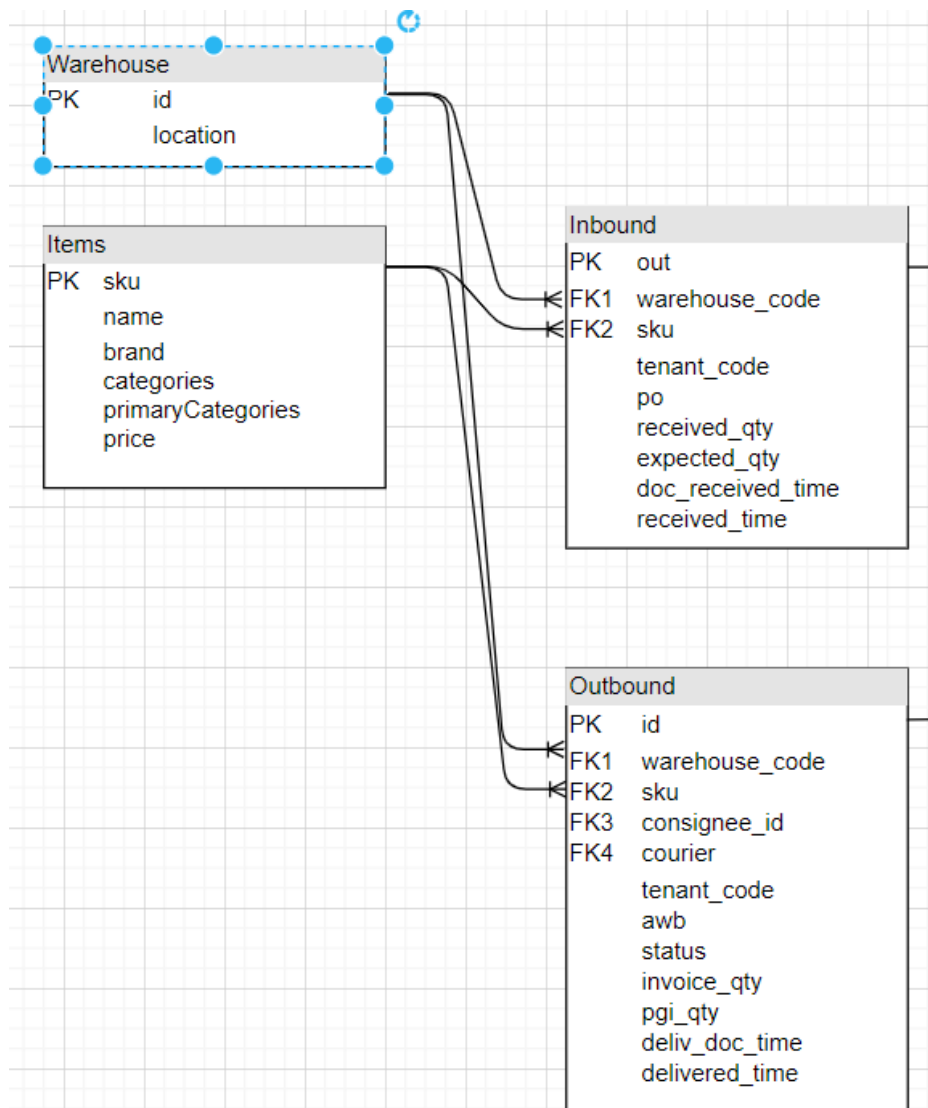 Warehouse
PK id
location
Items
PK sku
name
brand
categories
primaryCategories
price
Inbound
PK out
FK1 warehouse_code
FK2 sku
tenant_code
po
received_qty
expected_qty
doc_received_time
received_time
Outbound
PK id
FK1 warehouse_code
FK2 sku
FK3 consignee_id
FK4 courier
tenant_code
awb
status
invoice_qty
pgi_qty
deliv_doc_time
delivered_time